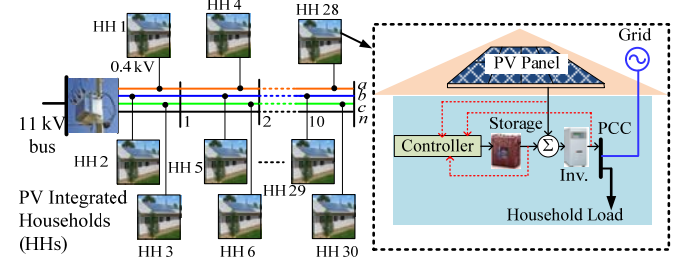 HH 1
HH 4
HH 28
0.4 kV
a
b
c
n
11 kV
bus
1
2
10
HH 2
HH 5
HH 29
PV Integrated
Households
(HHs)
HH 3
HH 6
HH 30
Grid
PV Panel
Storage
PCC
Controller
Σ
Inv.
Household Load